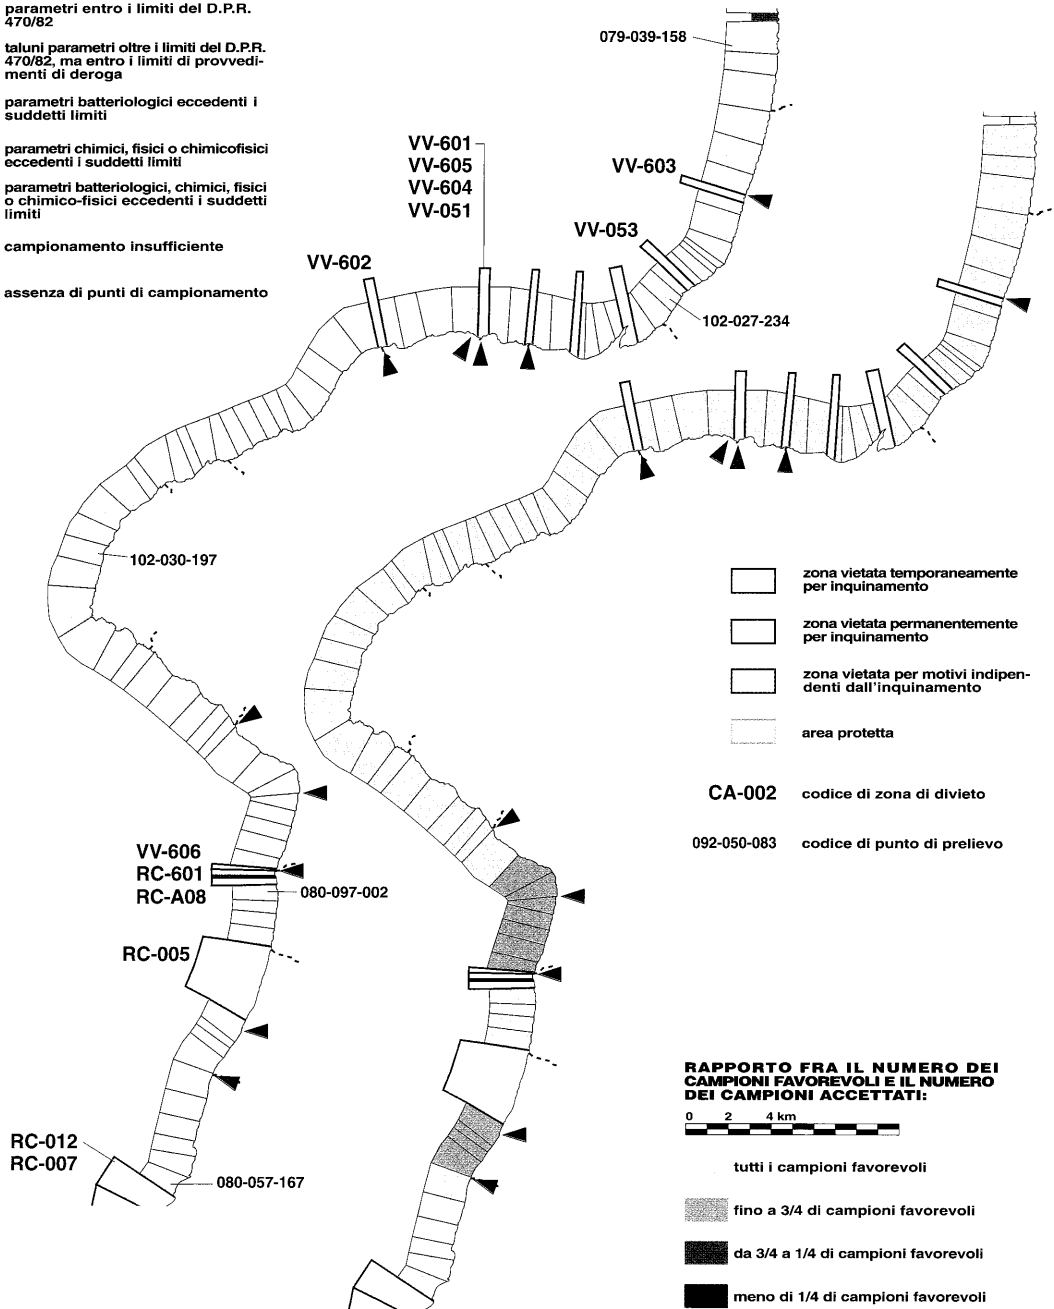 parametri entro i limiti del D.P.R.
470/82
taluni parametri oltre i limiti del D.P.R.
470/82, ma entro i limiti di provvedi-
menti di deroga
parametri batteriologici eccedenti i
suddetti limiti
parametri chimici, fisici o chimicofisici
eccedenti i suddetti limiti
parametri batteriologici, chimici, fisici
o chimico-fisici eccedenti i suddetti
limiti
campionamento insufficiente
assenza di punti di campionamento
079-039-158
VV-601
VV-605
VV-604
VV-051
VV-603
VV-053
VV-602
102-027-234
102-030-197
VV-606
RC-601
RC-A08
080-097-002
RC-005
RC-012
RC-007
080-057-167
zona vietata temporaneamente
per inquinamento
zona vietata permanentemente
per inquinamento
zona vietata per motivi indipen-
denti dall'inquinamento
area protetta
CA-002 codice di zona di divieto
092-050-083 codice di punto di prelievo
RAPPORTO FRA IL NUMERO DEI
CAMPIONI FAVOREVOLI E IL NUMERO
DEI CAMPIONI ACCETTATI:
0 2 4 km
tutti i campioni favorevoli
fino a 3/4 di campioni favorevoli
da 3/4 a 1/4 di campioni favorevoli
meno di 1/4 di campioni favorevoli